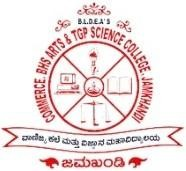 B.L.D.E.A'S
COMMERCE, BHS ARTS & TGP SCIENCE COLLEGE, JAMKHANDI
ವಾಣಿಜ್ಯ ಕಲೆ ಮತ್ತು ವಿಜ್ಞಾನ ಮಹಾವಿದ್ಯಾಲಯ
ಜಮಖಂಡಿ